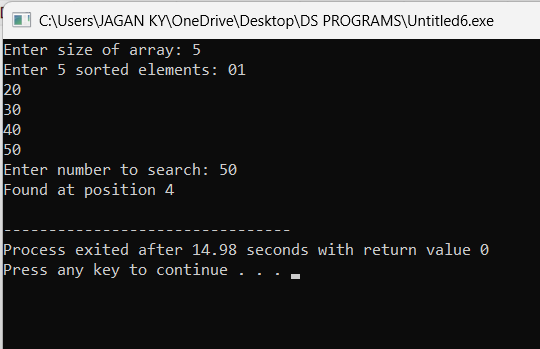 C:\Users\JAGAN KY\OneDrive\Desktop\DS PROGRAMS\Untitled6.exe
Enter size of array: 5
Enter 5 sorted elements: 01
20
30
40
50
Enter number to search: 50
Found at position 4
--------------------------------
Process exited after 14.98 seconds with return value 0
Press any key to continue . . .